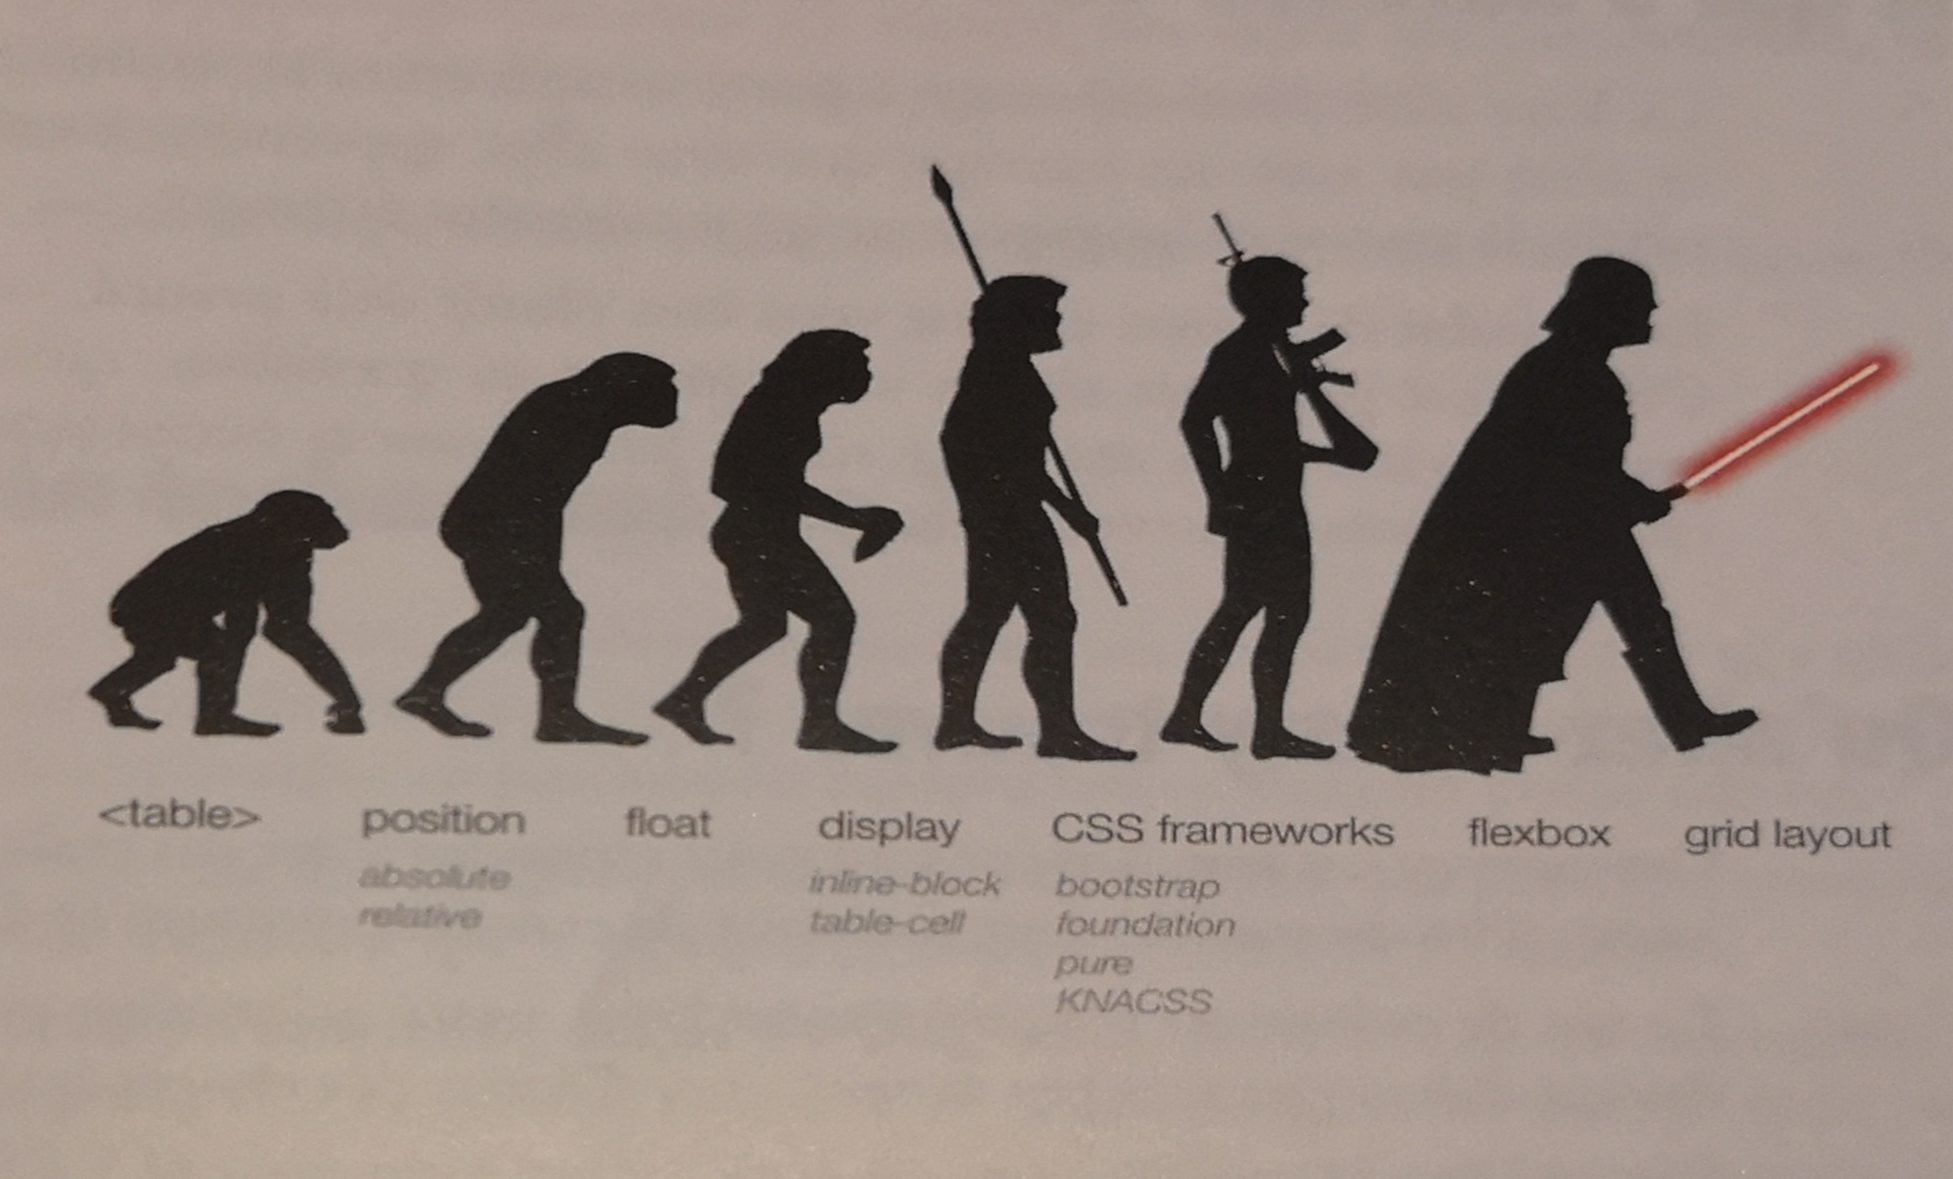 <table> position float display CSS frameworks flexbox grid layout
absolute inline-block bootstrap
relative table-cell foundation
pure
KNACSS